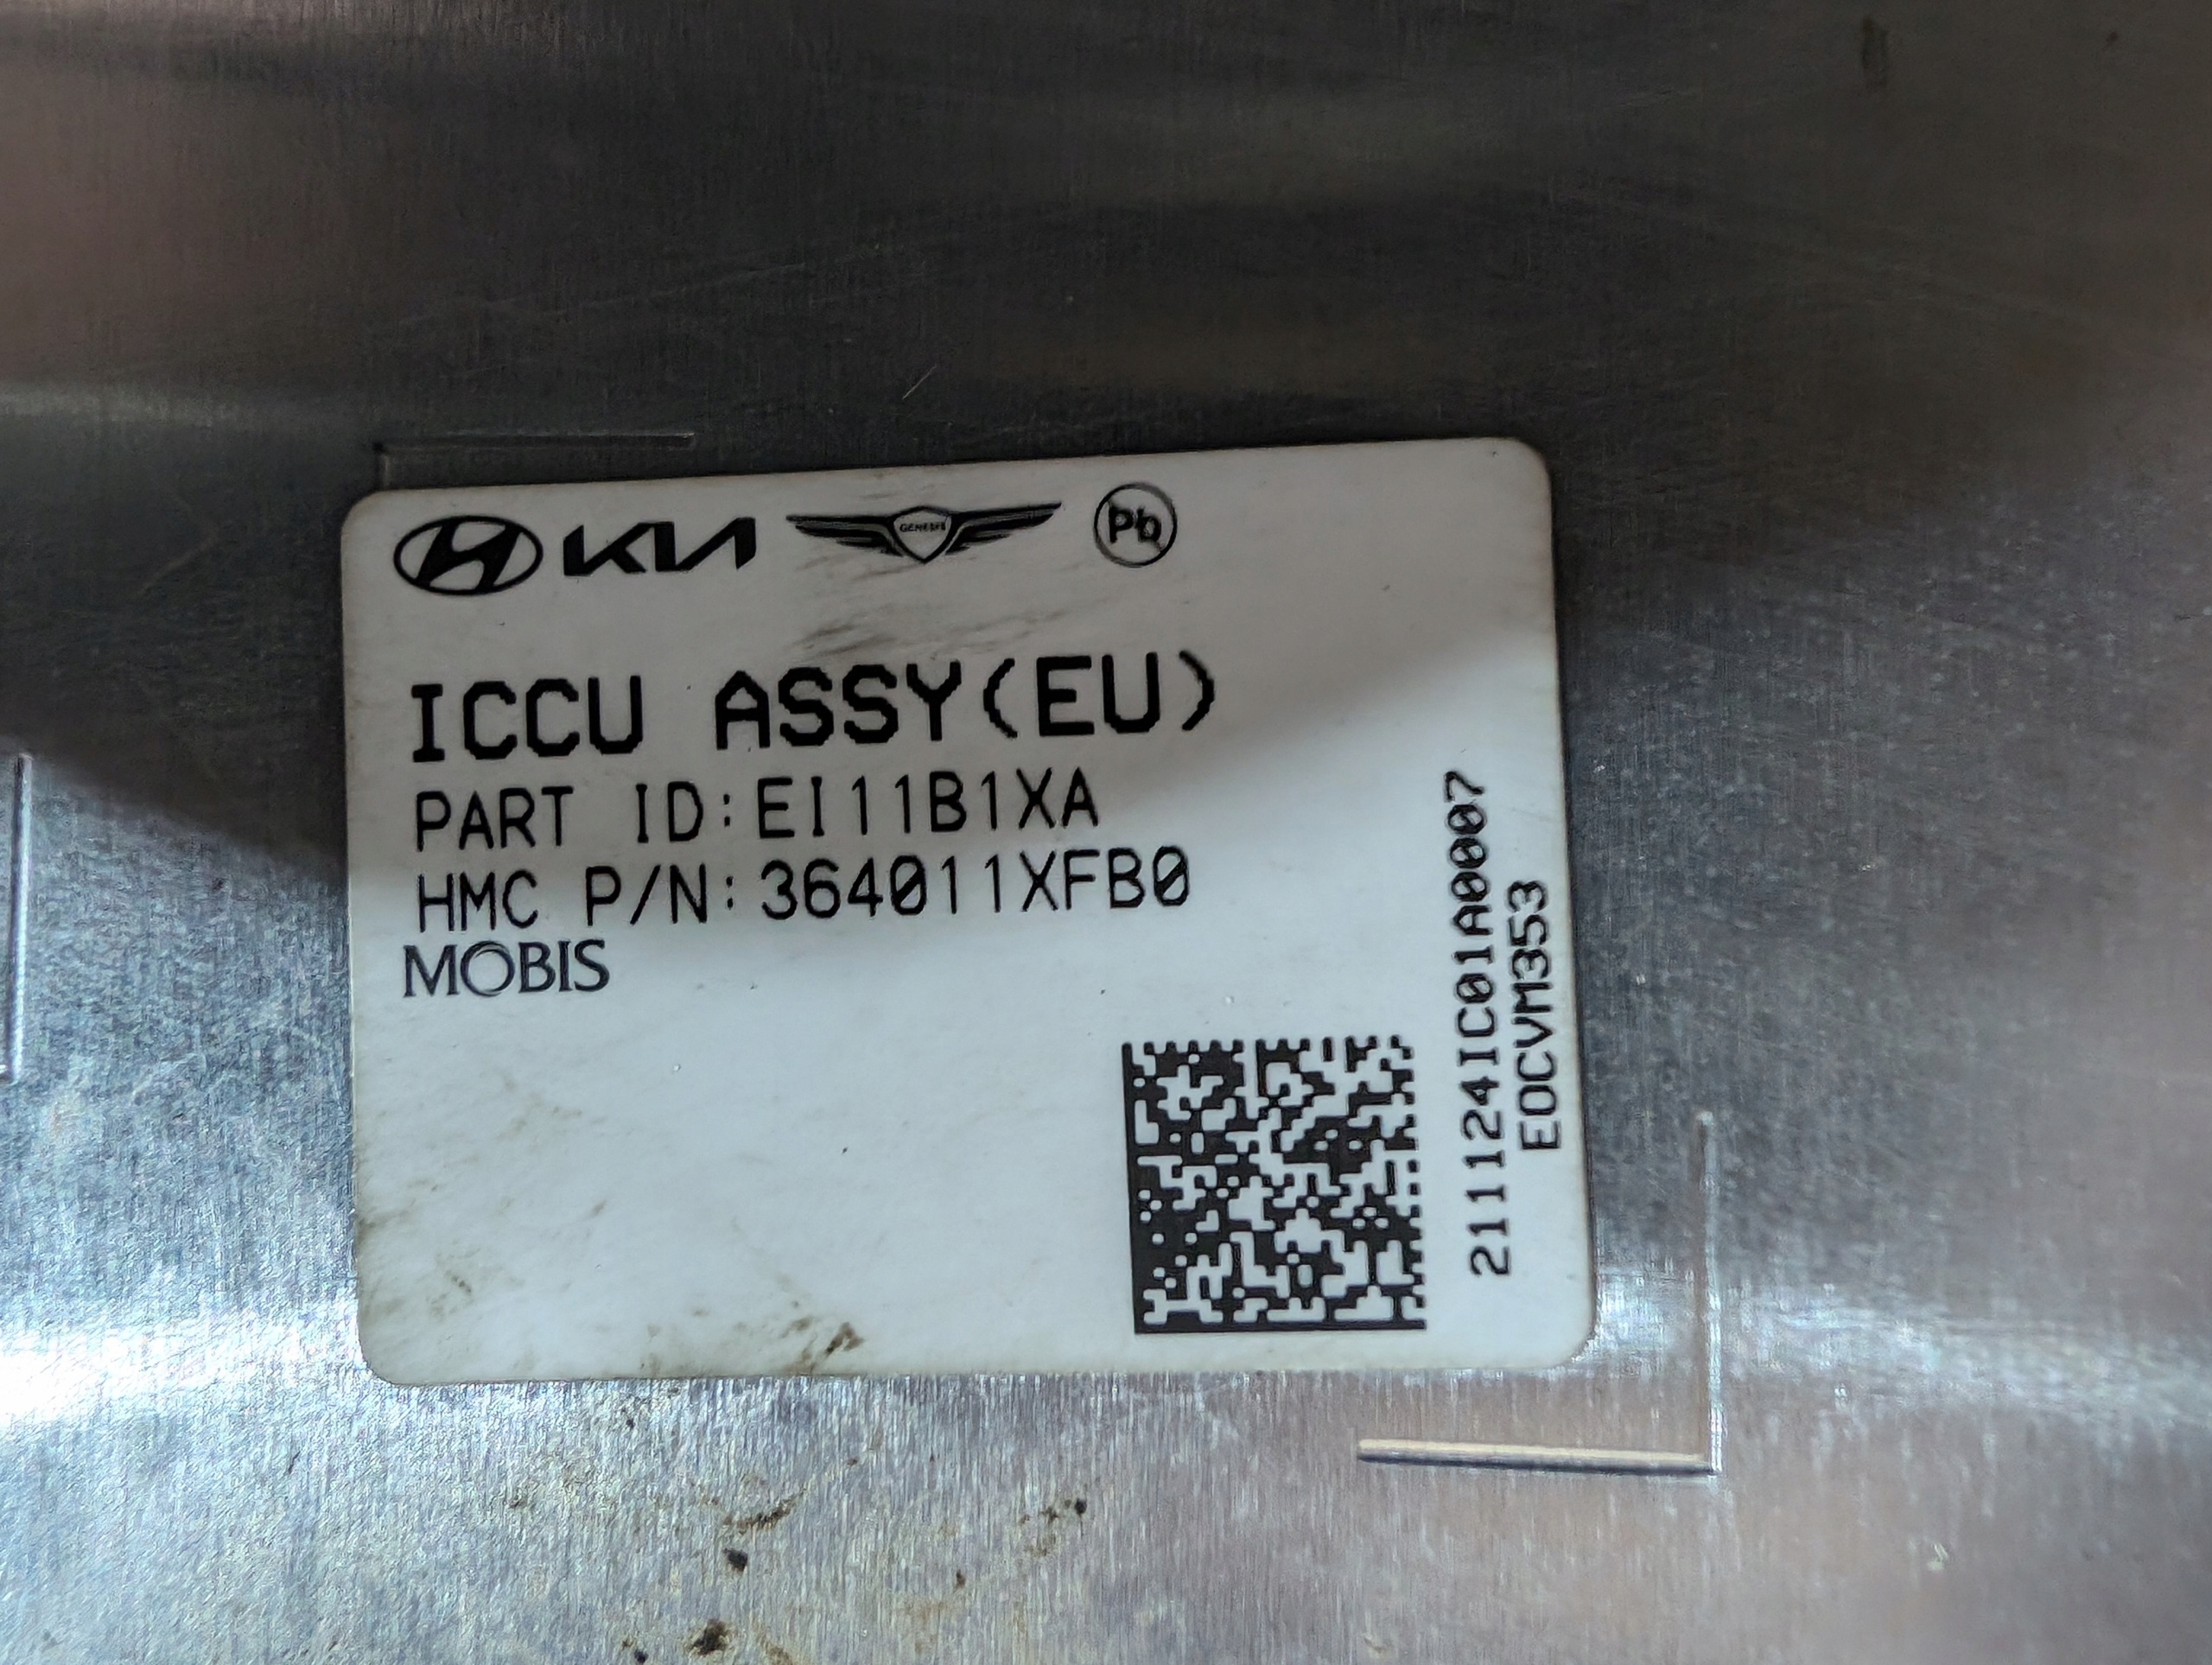 KIA GENESIS Pb
ICCU ASSY(EU)
PART ID:EI11B1XA
HMC P/N:364011XFB0
MOBIS
211124IC01A0007
EOCVM353